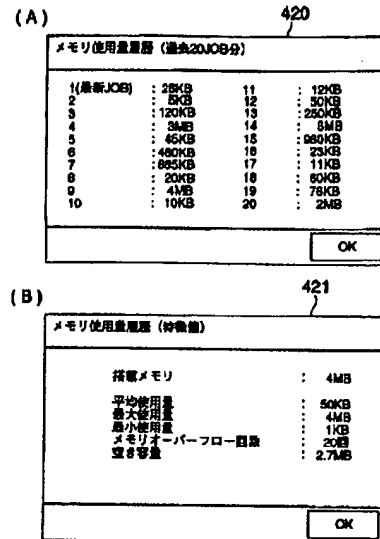 (A)
420
メモリ使用量履歴 (過去20JOB分)
1(最新JOB) : 25KB 11 : 12KB
2 : 5KB 12 : 50KB
3 : 120KB 13 : 250KB
4 : 3MB 14 :
5 : 45KB 15 : 980KB
6 : 460KB 16 : 23KB
7 : 17 : 11KB
8 : 20KB 18 : 60KB
9 : 4MB 19 : 78KB
10 : 10KB 20 : 2MB
OK
(B)
421
メモリ使用量履歴 (特徴値)
搭載メモリ : 4MB
平均使用量 : 50KB
最大使用量 : 4MB
最小使用量 : 1KB
メモリオーバーフロー回数 : 20回
空き容量 : 2.7MB
OK